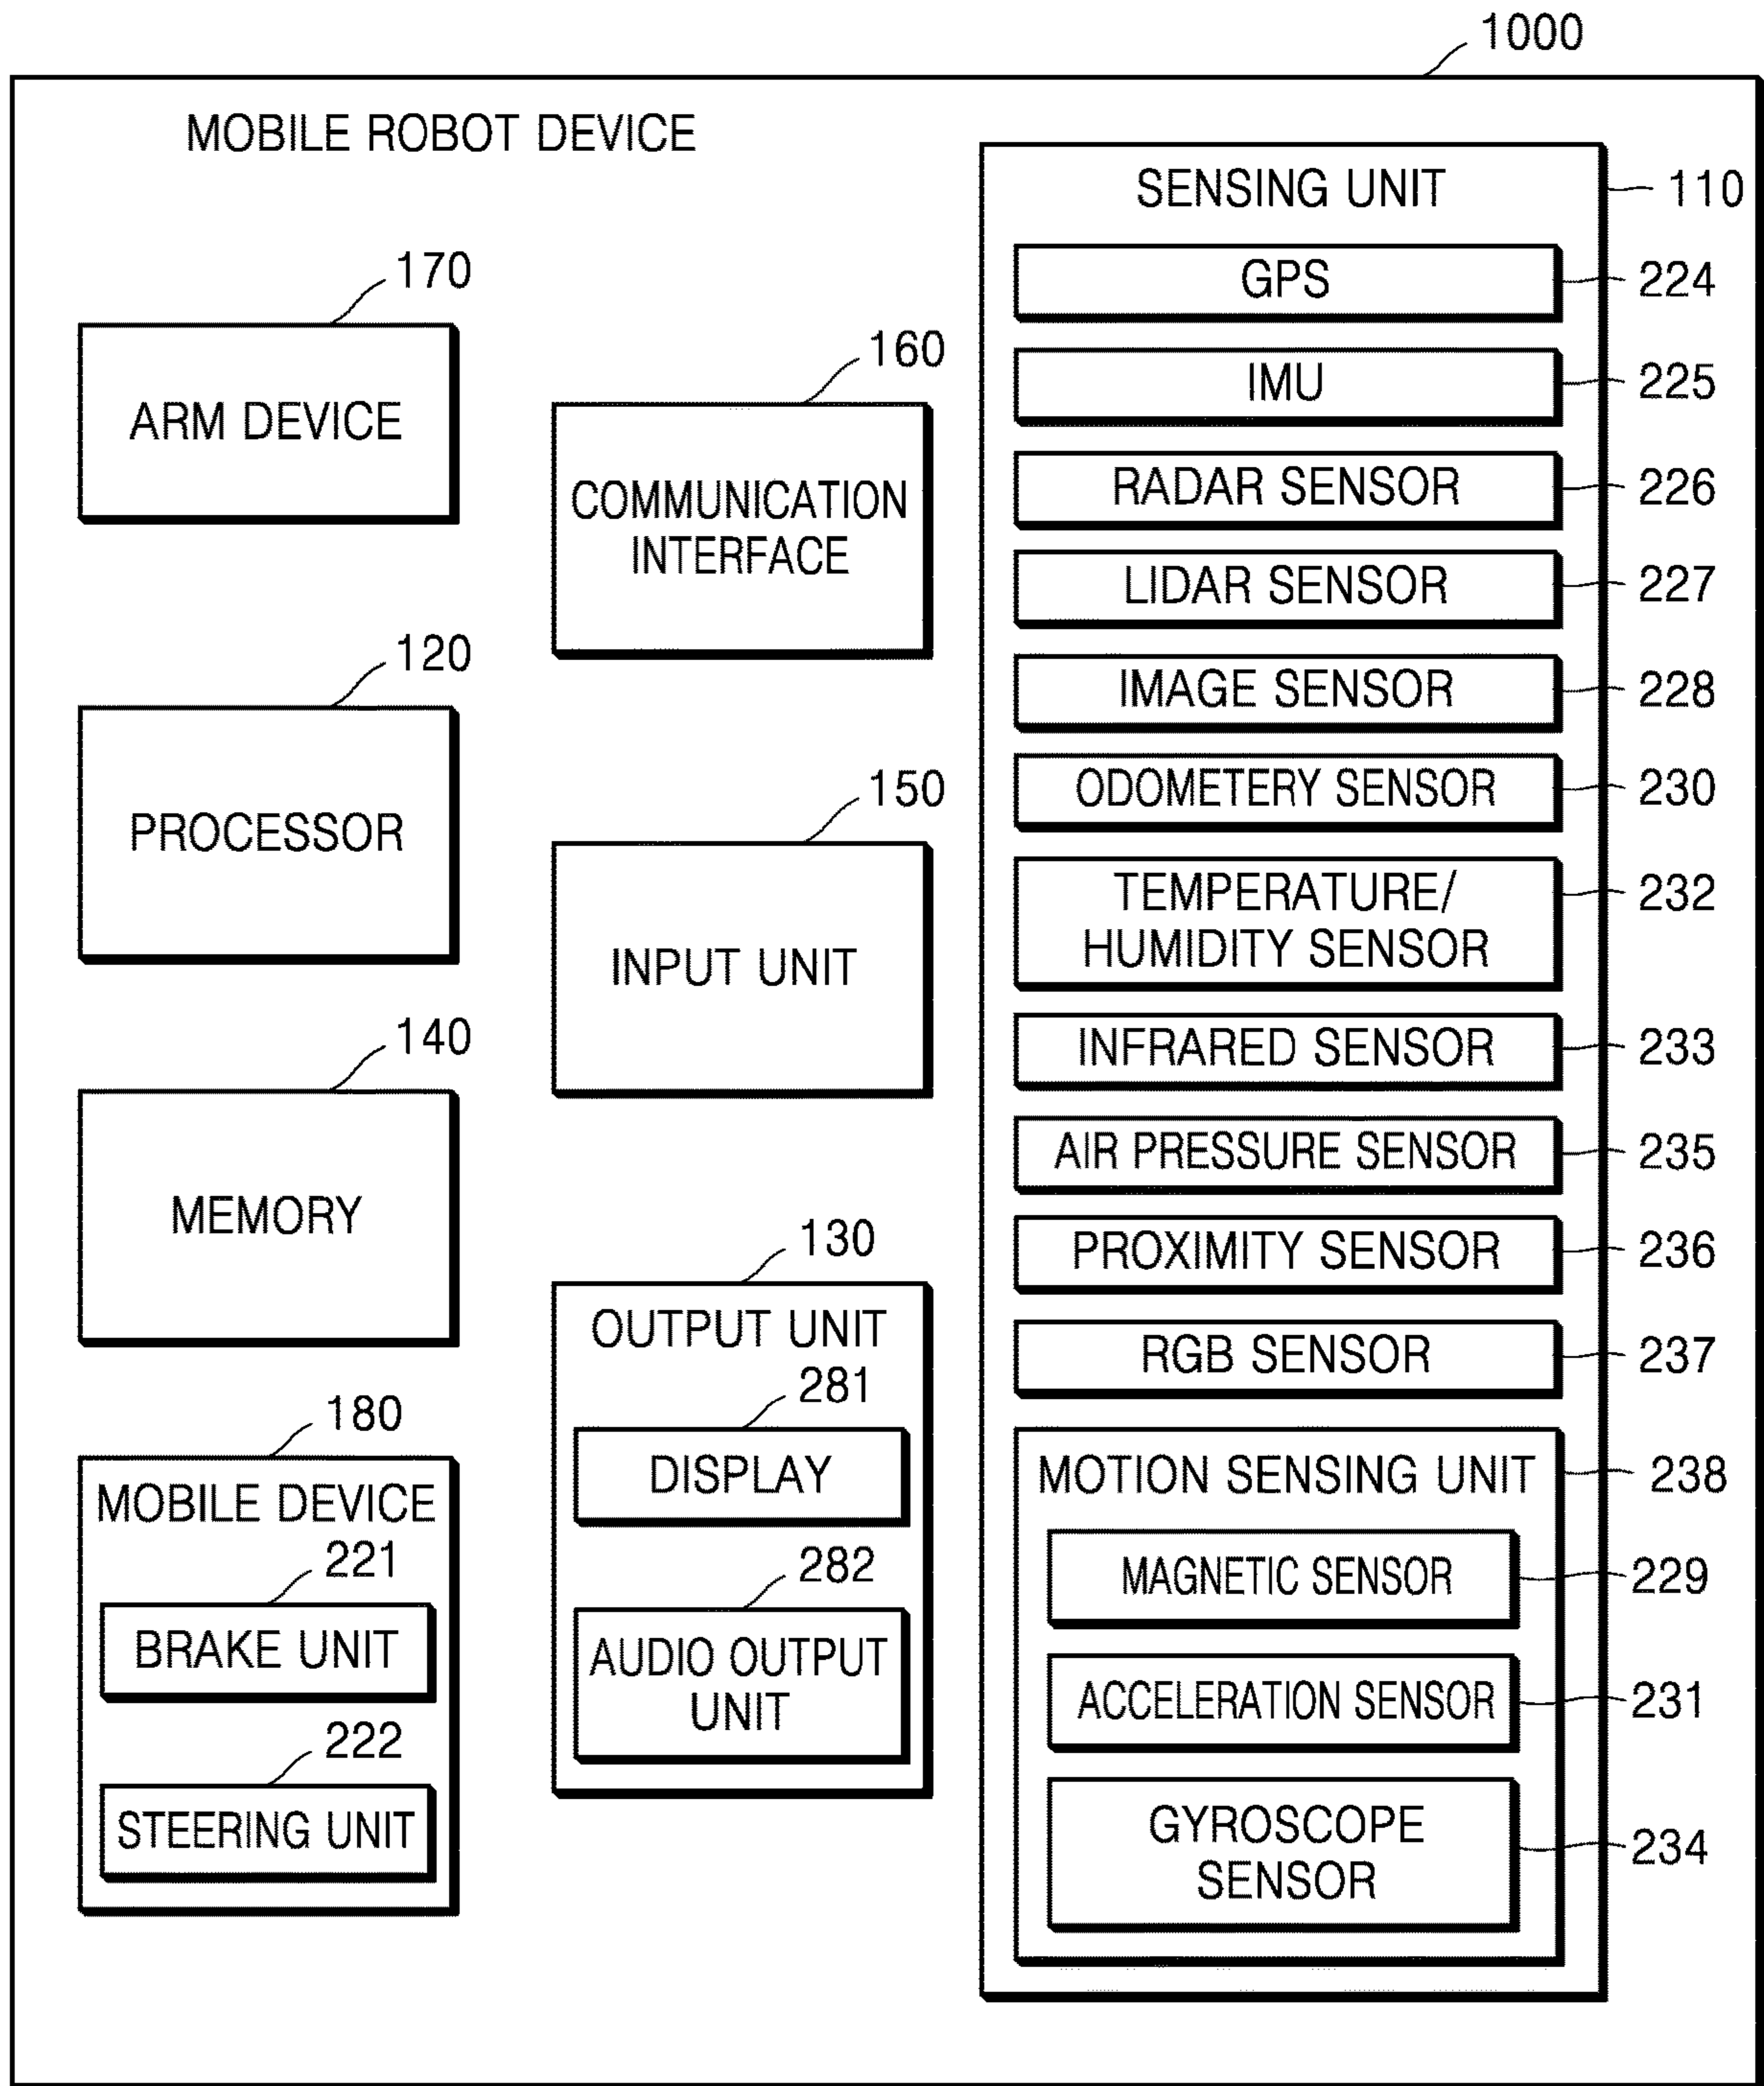 1000
MOBILE ROBOT DEVICE
170
ARM DEVICE
120
PROCESSOR
140
MEMORY
180
MOBILE DEVICE
221
BRAKE UNIT
222
STEERING UNIT
160
COMMUNICATION
INTERFACE
150
INPUT UNIT
130
OUTPUT UNIT
281
DISPLAY
282
AUDIO OUTPUT
UNIT
SENSING UNIT 110
GPS 224
IMU 225
RADAR SENSOR 226
LIDAR SENSOR 227
IMAGE SENSOR 228
ODOMETERY SENSOR 230
TEMPERATURE/ 232
HUMIDITY SENSOR
INFRARED SENSOR 233
AIR PRESSURE SENSOR 235
PROXIMITY SENSOR 236
RGB SENSOR 237
MOTION SENSING UNIT 238
MAGNETIC SENSOR 229
ACCELERATION SENSOR 231
GYROSCOPE
SENSOR
234